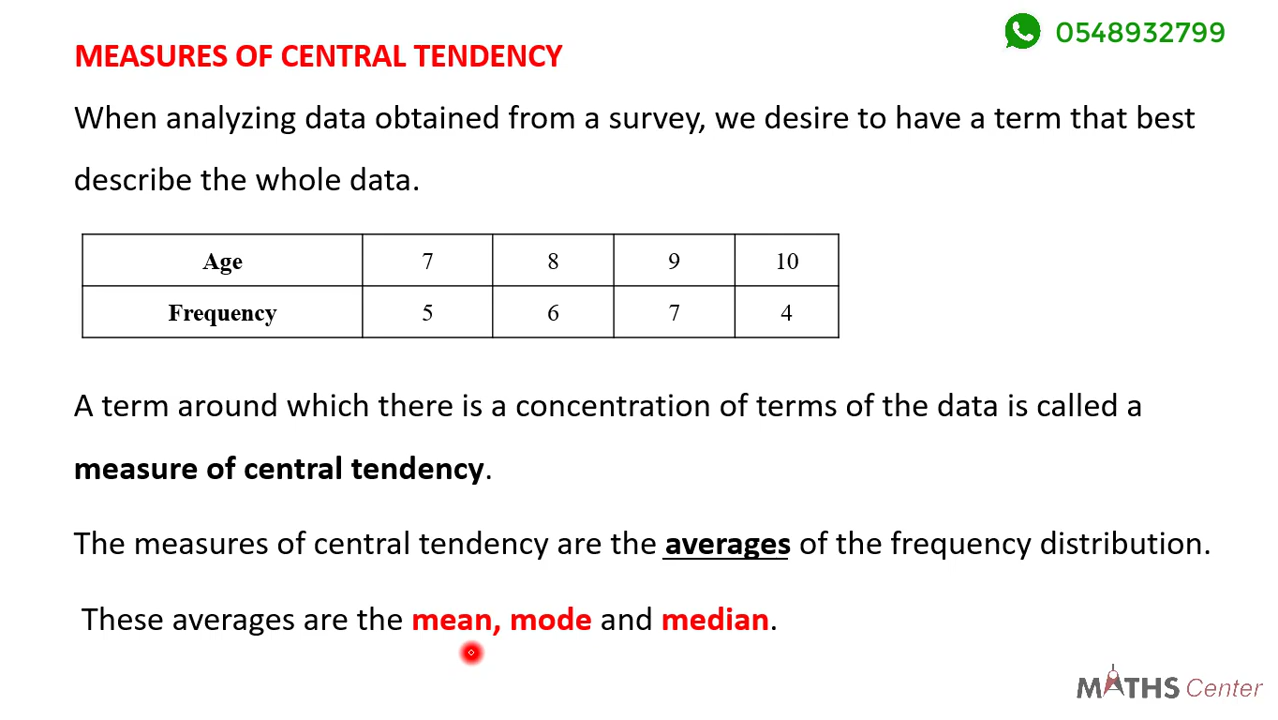 0548932799
MEASURES OF CENTRAL TENDENCY
When analyzing data obtained from a survey, we desire to have a term that best
describe the whole data.
Age 7 8 9 10
Frequency 5 6 7 4
A term around which there is a concentration of terms of the data is called a
measure of central tendency.
The measures of central tendency are the averages of the frequency distribution.
These averages are the mean, mode and median.
MATHS Center